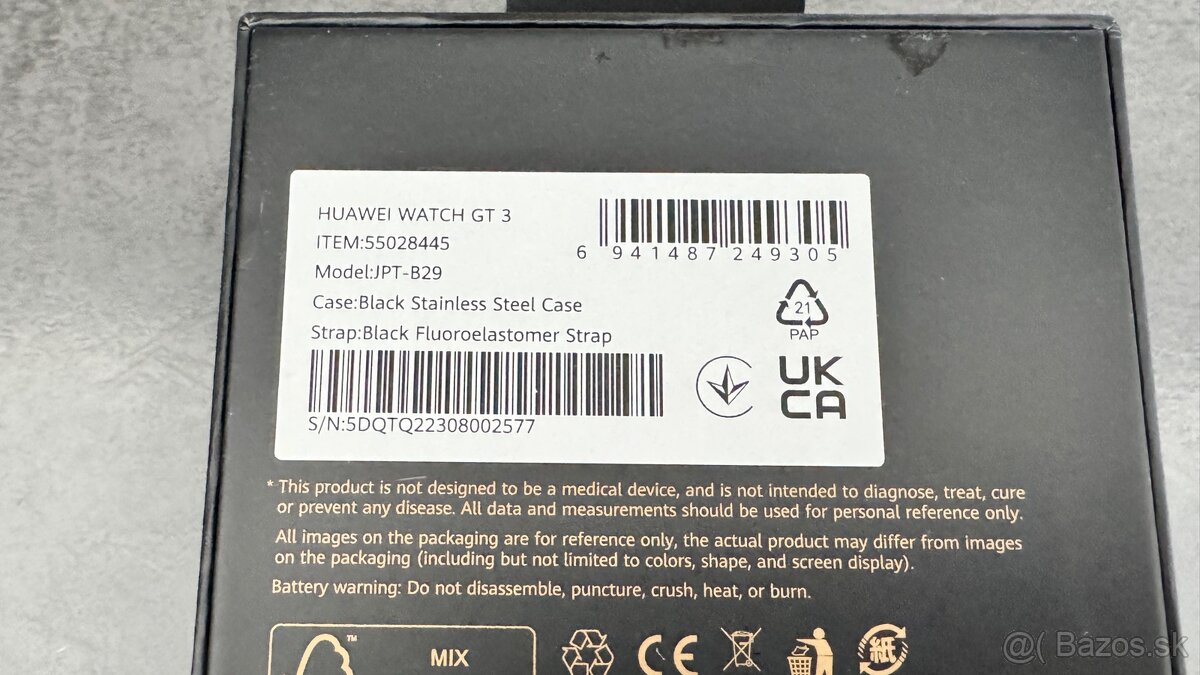 HUAWEI WATCH GT 3
ITEM:55028445
Model:JPT-B29
Case:Black Stainless Steel Case
Strap:Black Fluoroelastomer Strap
S/N:5DQTQ22308002577
6 941487 249305
21
PAP
UK
CA
* This product is not designed to be a medical device, and is not intended to diagnose, treat, cure
or prevent any disease. All data and measurements should be used for personal reference only.
All images on the packaging are for reference only, the actual product may differ from images
on the packaging (including but not limited to colors, shape, and screen display).
Battery warning: Do not disassemble, puncture, crush, heat, or burn.
™
MIX
CE
紙
@( Bázos.sk